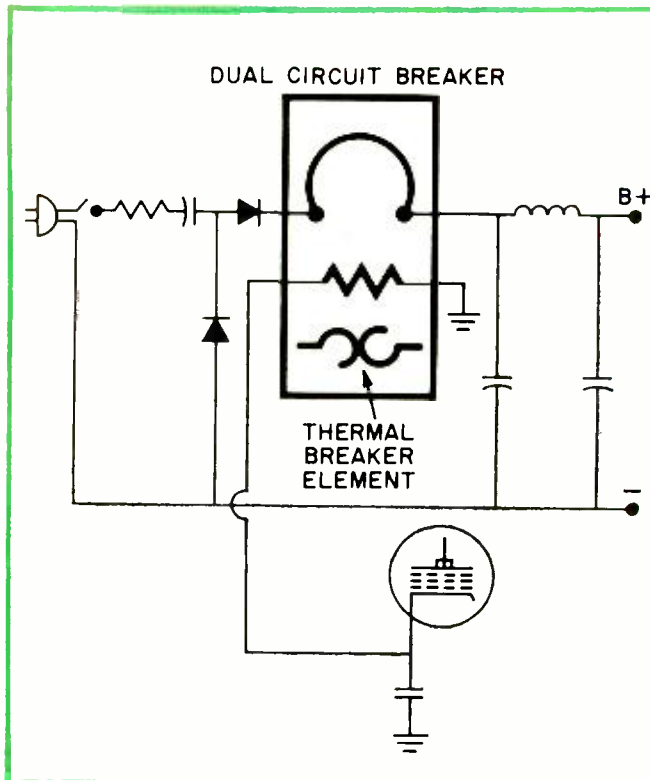 DUAL CIRCUIT BREAKER
B+
THERMAL
BREAKER
ELEMENT
–